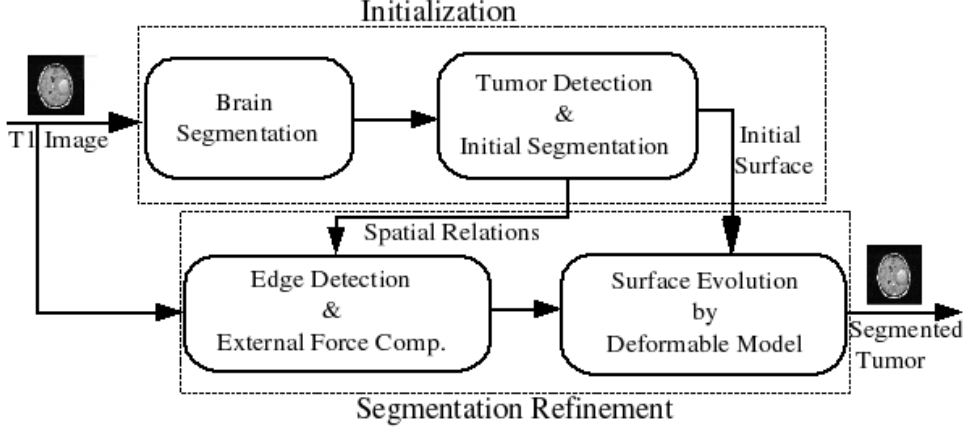 Initialization
T1 Image
Brain
Segmentation
Tumor Detection
&
Initial Segmentation
Initial
Surface
Spatial Relations
Edge Detection
&
External Force Comp.
Surface Evolution
by
Deformable Model
Segmented
Tumor
Segmentation Refinement